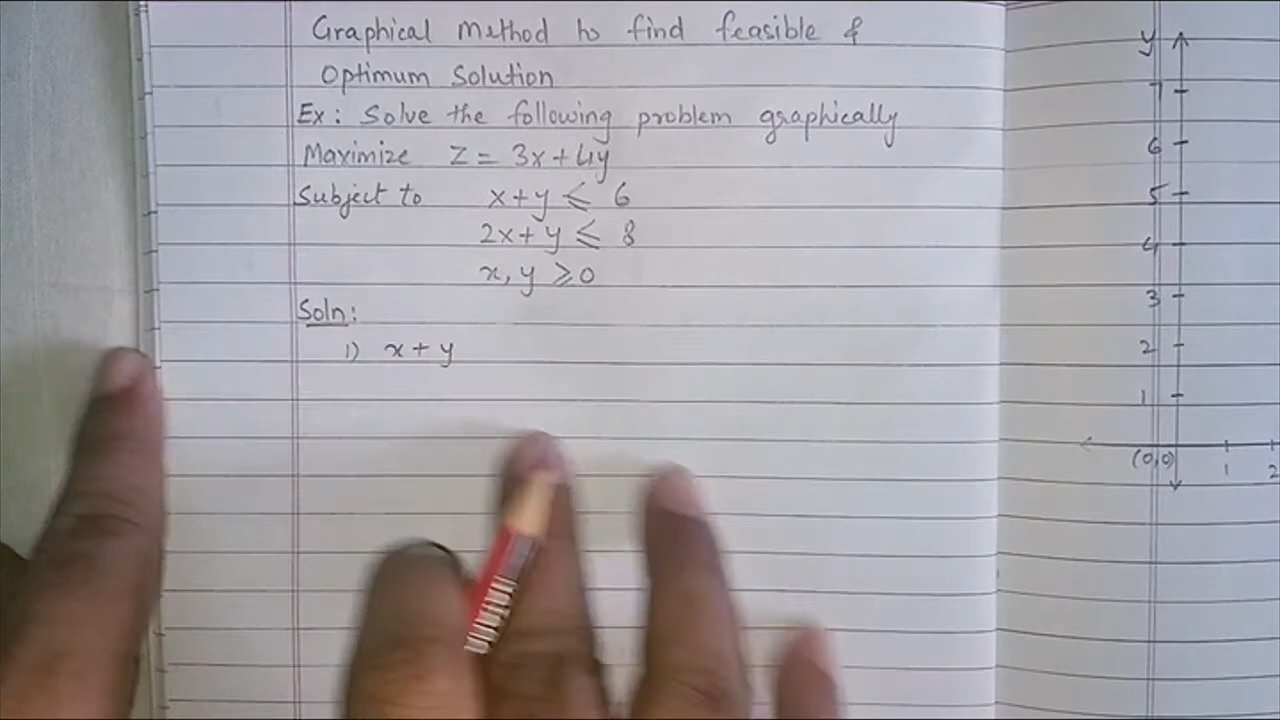 Graphical Method to find feasible &
Optimum Solution
Ex: Solve the following problem graphically
Maximize Z = 3x+4y
Subject to x+y ⩽ 6
2x+y ⩽ 8
x, y ⩾0
Soln:
1) x + y
y
7
6
5
4
3
2
1
(0,0) 1 2